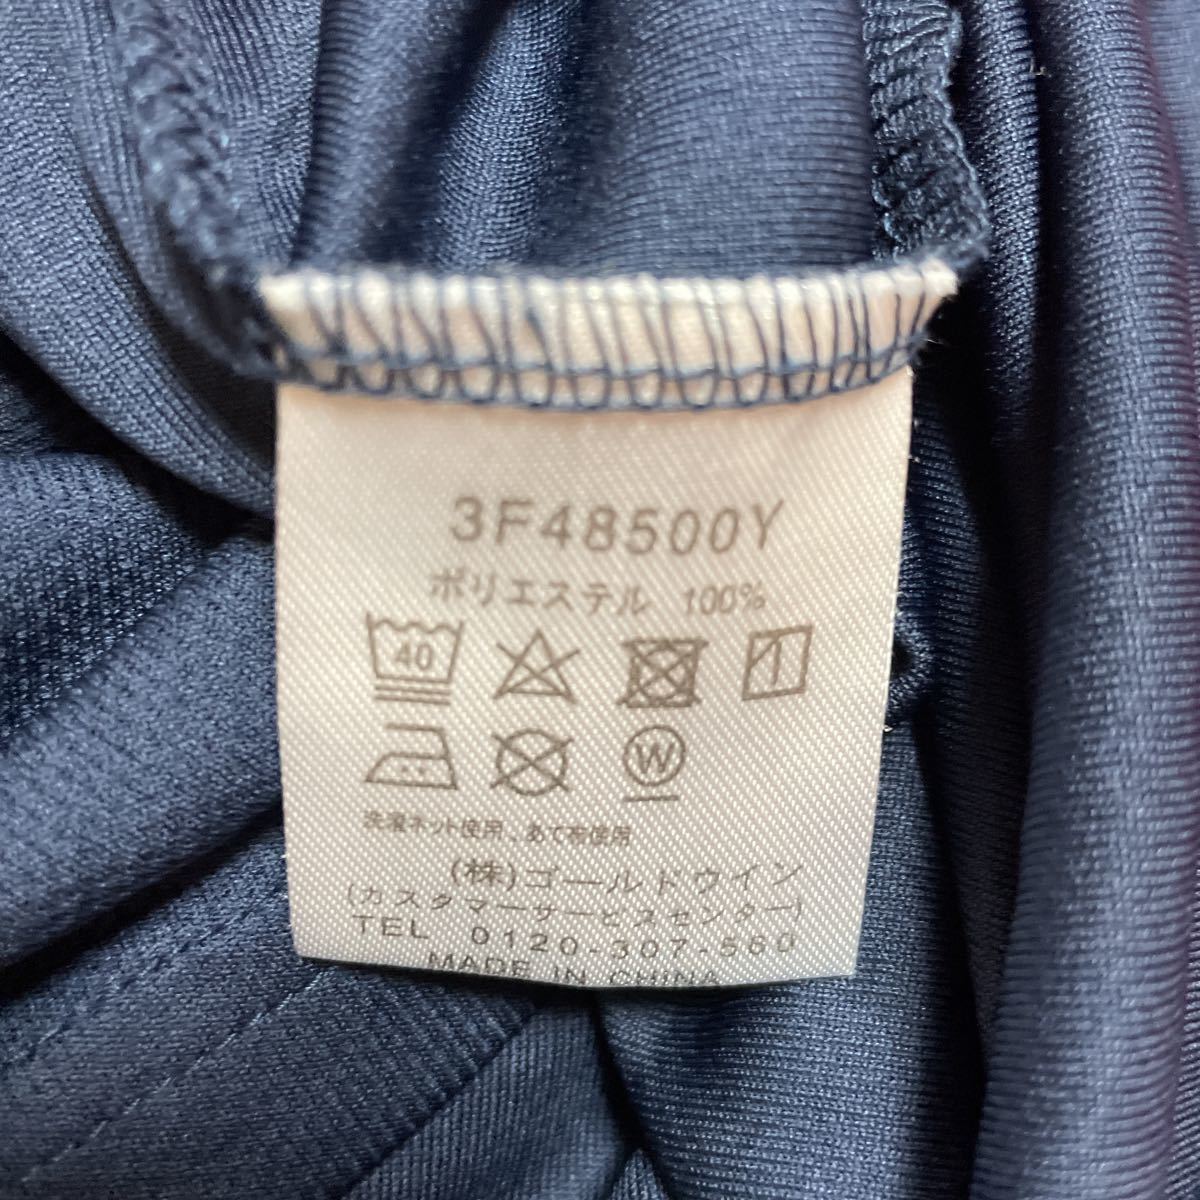 3F48500Y
ポリエステル 100%
40
W
洗濯ネット使用、あて布使用
(株)ゴールドウイン
(カスタマーサービスセンター)
TEL 0120-307-560
MADE IN CHINA